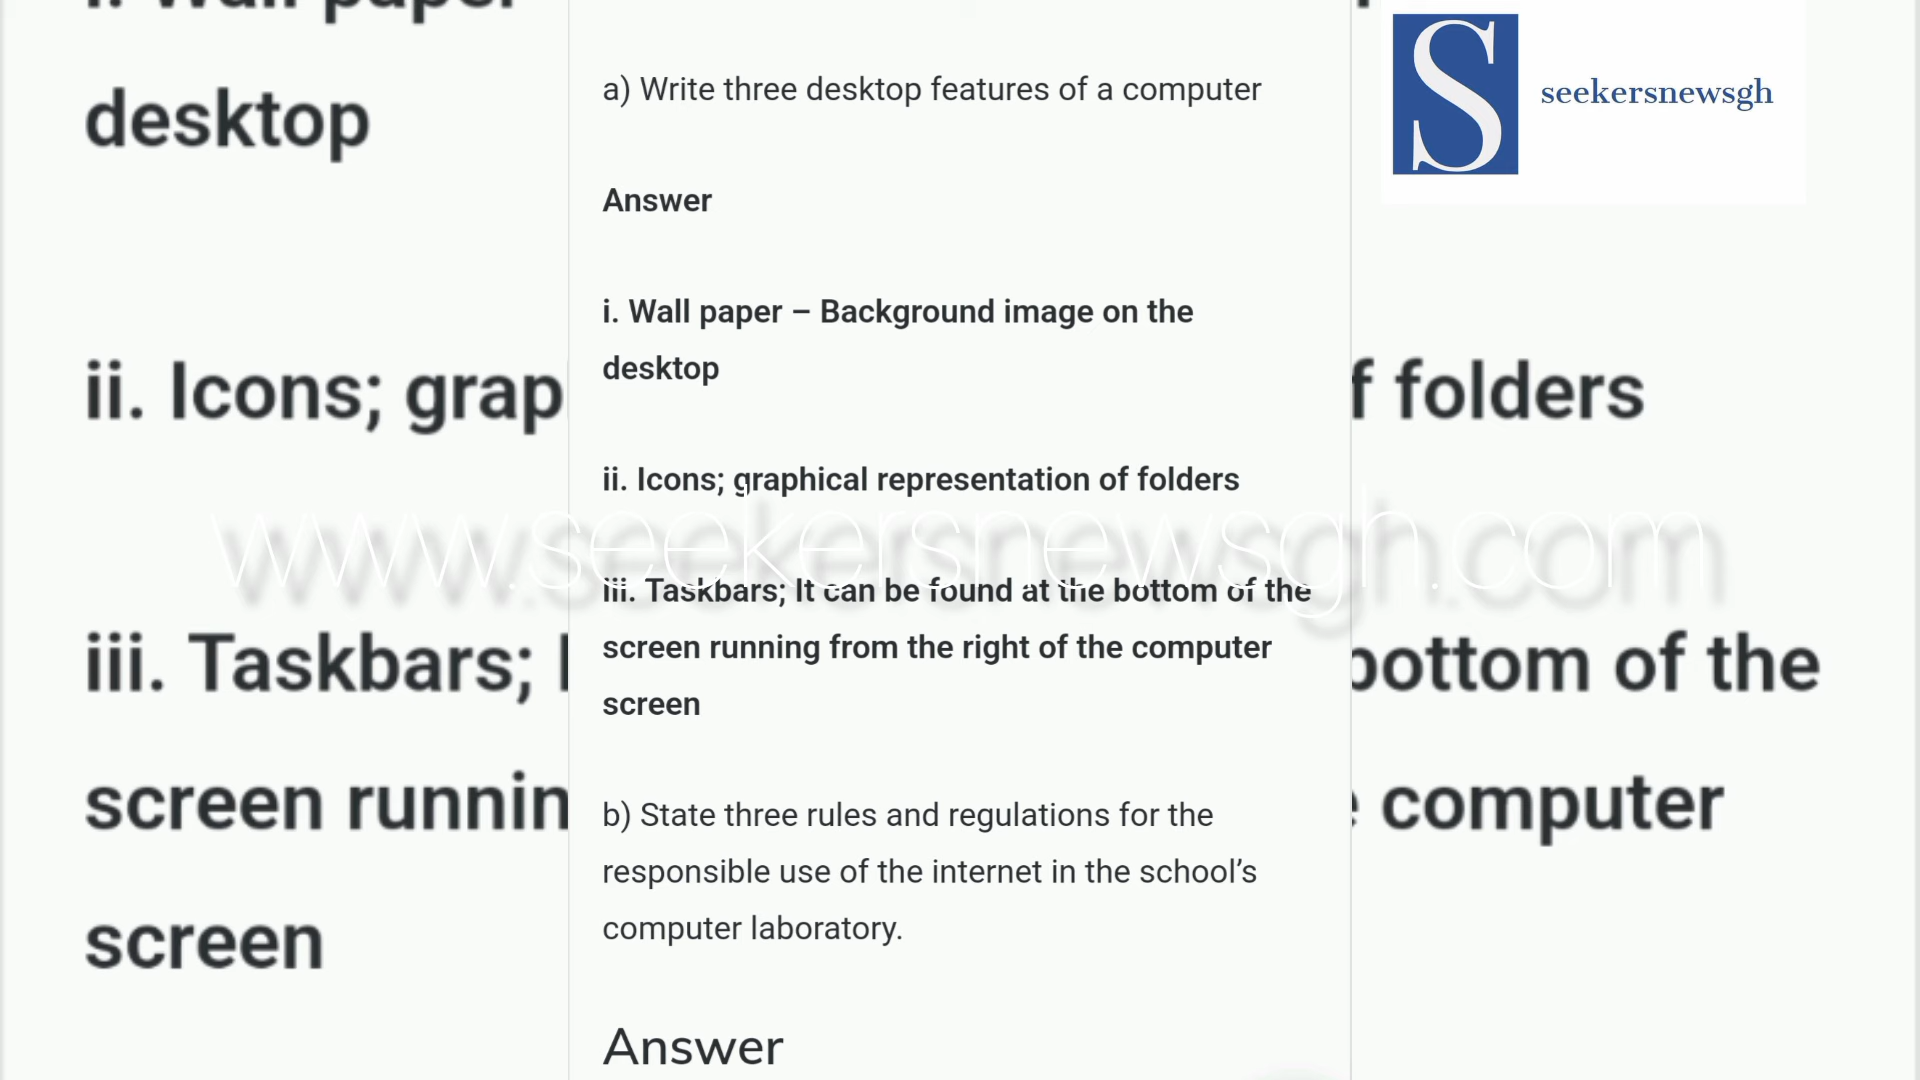 i. Wall paper
desktop
ii. Icons; grap
f folders
iii. Taskbars;
bottom of the
screen runnin
computer
screen
a) Write three desktop features of a computer
Answer
i. Wall paper – Background image on the
desktop
ii. Icons; graphical representation of folders
iii. Taskbars; It can be found at the bottom of the
screen running from the right of the computer
screen
b) State three rules and regulations for the
responsible use of the internet in the school’s
computer laboratory.
Answer
S
seekersnewsgh
www.seekersnewsgh.com